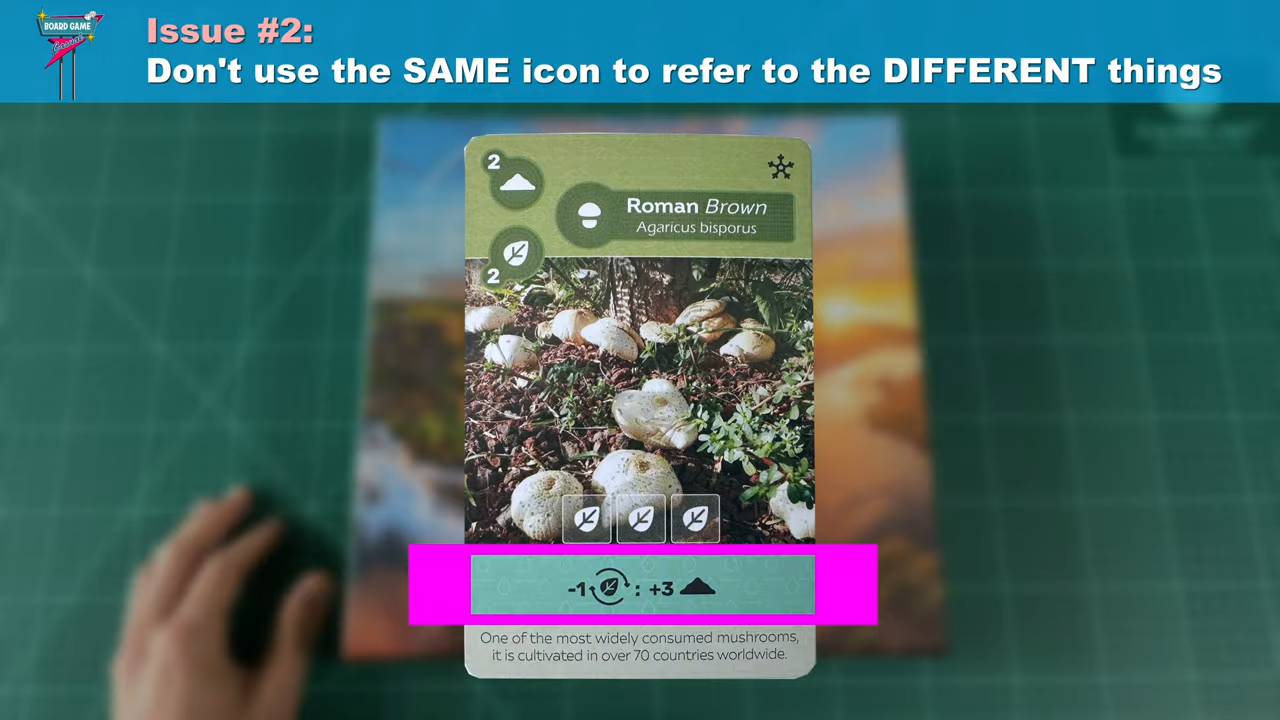 BOARD GAME
Casual
Issue #2:
Don't use the SAME icon to refer to the DIFFERENT things
2
Roman Brown
Agaricus bisporus
2
-1 : +3
One of the most widely consumed mushrooms,
it is cultivated in over 70 countries worldwide.